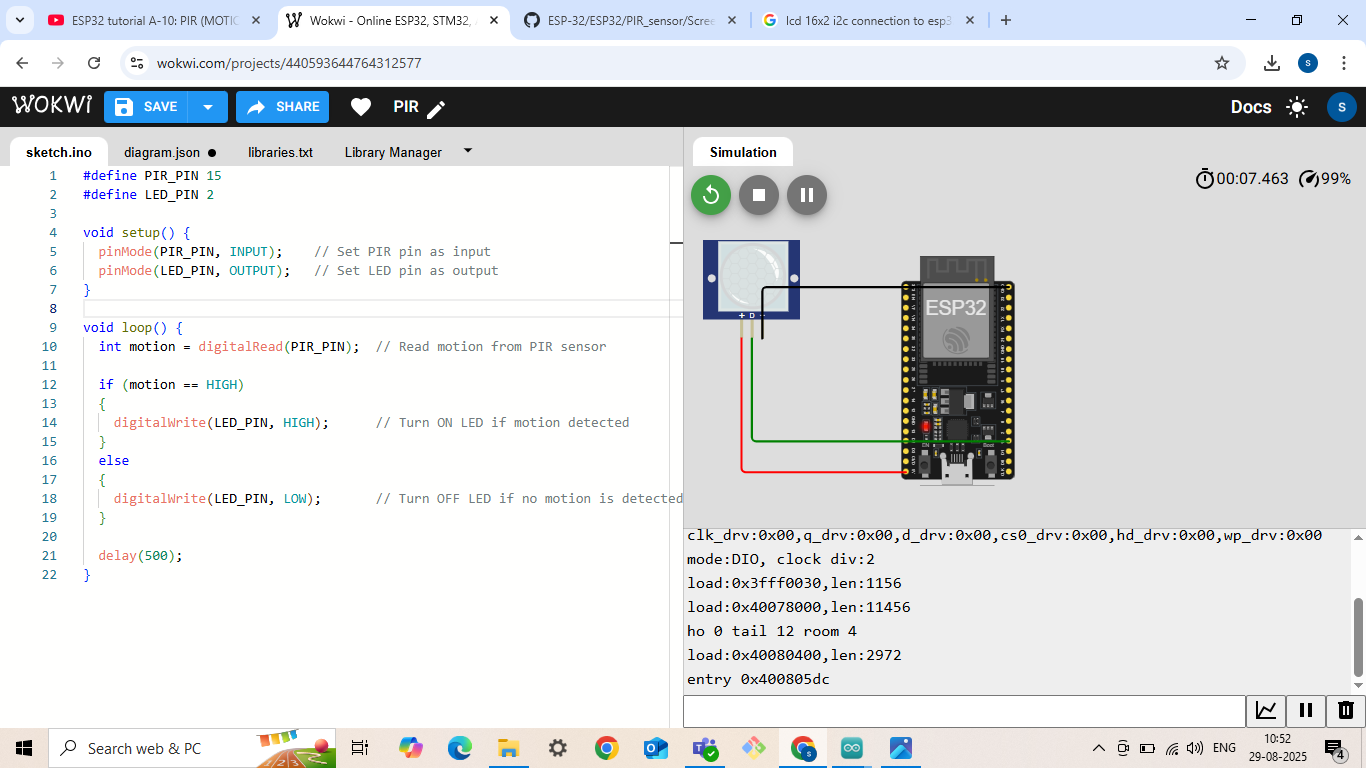 ESP32 tutorial A-10: PIR (MOTIC
Wokwi - Online ESP32, STM32, A
ESP-32/ESP32/PIR_sensor/Scree
lcd 16x2 i2c connection to esp3
wokwi.com/projects/440593644764312577
S
WOKWI
SAVE
SHARE
PIR
Docs
S
sketch.ino
diagram.json
libraries.txt
Library Manager
Simulation
1 #define PIR_PIN 15
2 #define LED_PIN 2
3
4 void setup() {
5 pinMode(PIR_PIN, INPUT); // Set PIR pin as input
6 pinMode(LED_PIN, OUTPUT); // Set LED pin as output
7 }
8
9 void loop() {
10 int motion = digitalRead(PIR_PIN); // Read motion from PIR sensor
11
12 if (motion == HIGH)
13 {
14 digitalWrite(LED_PIN, HIGH); // Turn ON LED if motion detected
15 }
16 else
17 {
18 digitalWrite(LED_PIN, LOW); // Turn OFF LED if no motion is detected
19 }
20
21 delay(500);
22 }
00:07.463 99%
+ D -
ESP32
clk_drv:0x00,q_drv:0x00,d_drv:0x00,cs0_drv:0x00,hd_drv:0x00,wp_drv:0x00
mode:DIO, clock div:2
load:0x3fff0030,len:1156
load:0x40078000,len:11456
ho 0 tail 12 room 4
load:0x40080400,len:2972
entry 0x400805dc
Search web & PC
ENG
10:52
29-08-2025
4